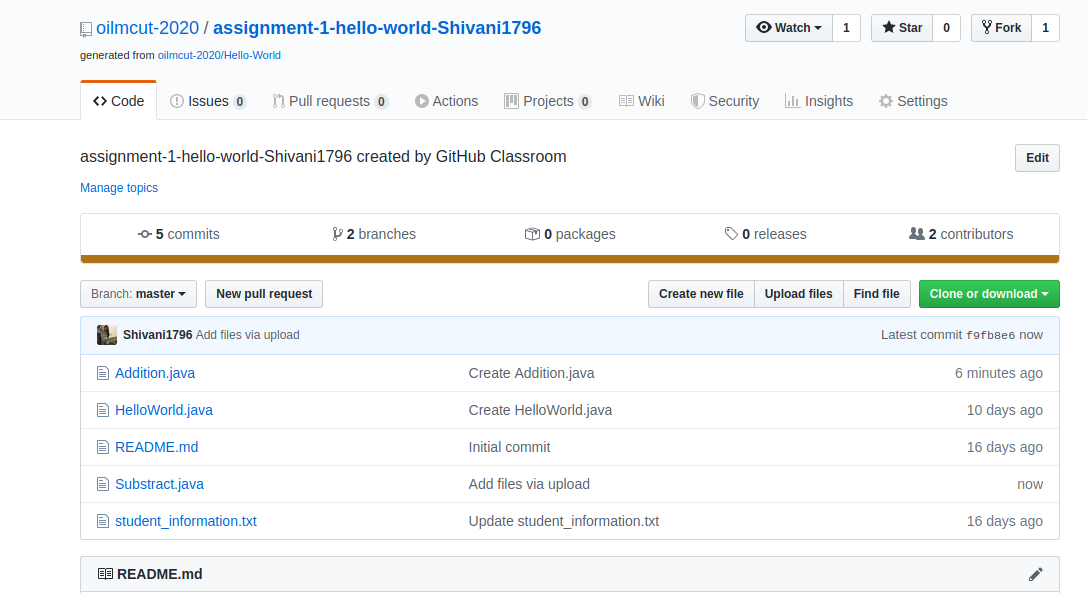 oilmcut-2020 / assignment-1-hello-world-Shivani1796 Watch 1 Star 0 Fork 1
generated from oilmcut-2020/Hello-World
Code Issues 0 Pull requests 0 Actions Projects 0 Wiki Security Insights Settings
assignment-1-hello-world-Shivani1796 created by GitHub Classroom Edit
Manage topics
5 commits 2 branches 0 packages 0 releases 2 contributors
Branch: master New pull request Create new file Upload files Find file Clone or download
Shivani1796 Add files via upload Latest commit f9fb8e6 now
Addition.java Create Addition.java 6 minutes ago
HelloWorld.java Create HelloWorld.java 10 days ago
README.md Initial commit 16 days ago
Substract.java Add files via upload now
student_information.txt Update student_information.txt 16 days ago
README.md